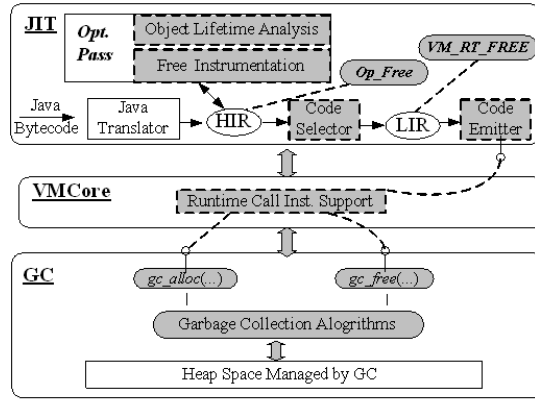 JIT
Opt.
Pass
Object Lifetime Analysis
Free Instrumentation
VM_RT_FREE
Op_Free
Java
Bytecode
Java
Translator
HIR
Code
Selector
LIR
Code
Emitter
VMCore
Runtime Call Inst. Support
GC
gc_alloc(...)
gc_free(...)
Garbage Collection Alogrithms
Heap Space Managed by GC